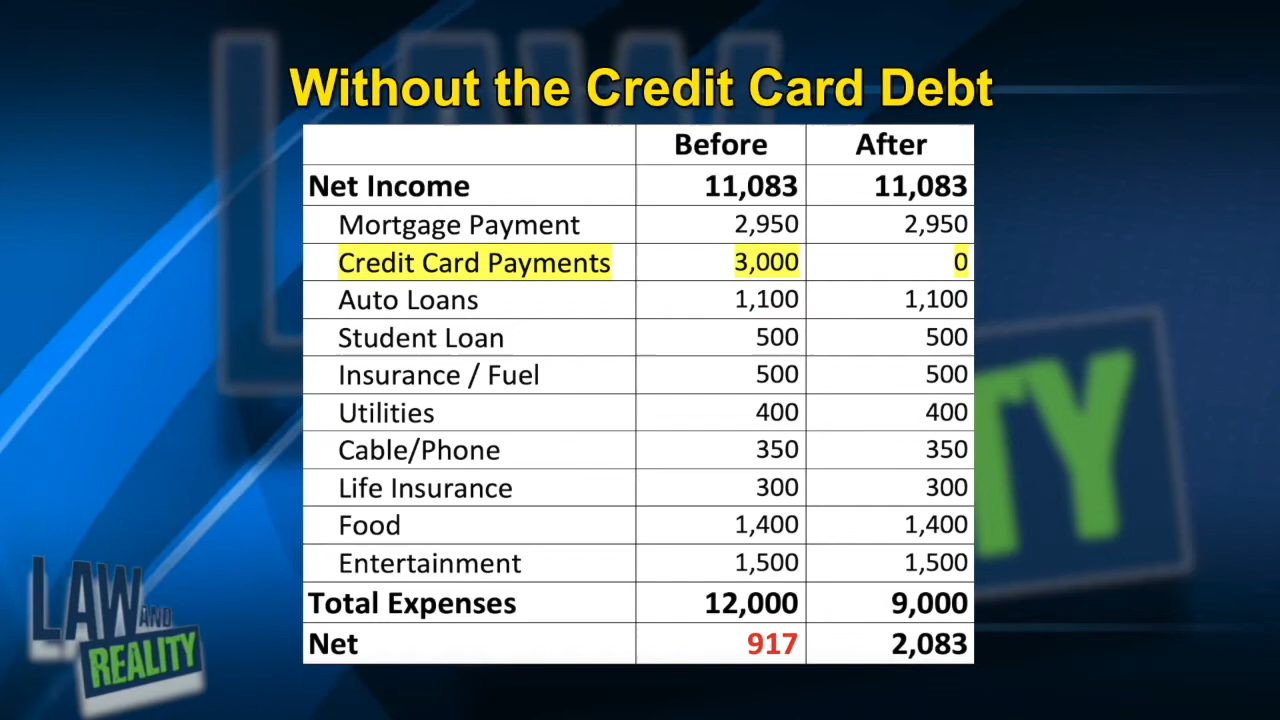 Without the Credit Card Debt
Before After
Net Income 11,083 11,083
Mortgage Payment 2,950 2,950
Credit Card Payments 3,000 0
Auto Loans 1,100 1,100
Student Loan 500 500
Insurance / Fuel 500 500
Utilities 400 400
Cable/Phone 350 350
Life Insurance 300 300
Food 1,400 1,400
Entertainment 1,500 1,500
Total Expenses 12,000 9,000
Net 917 2,083
LAW AND
REALITY